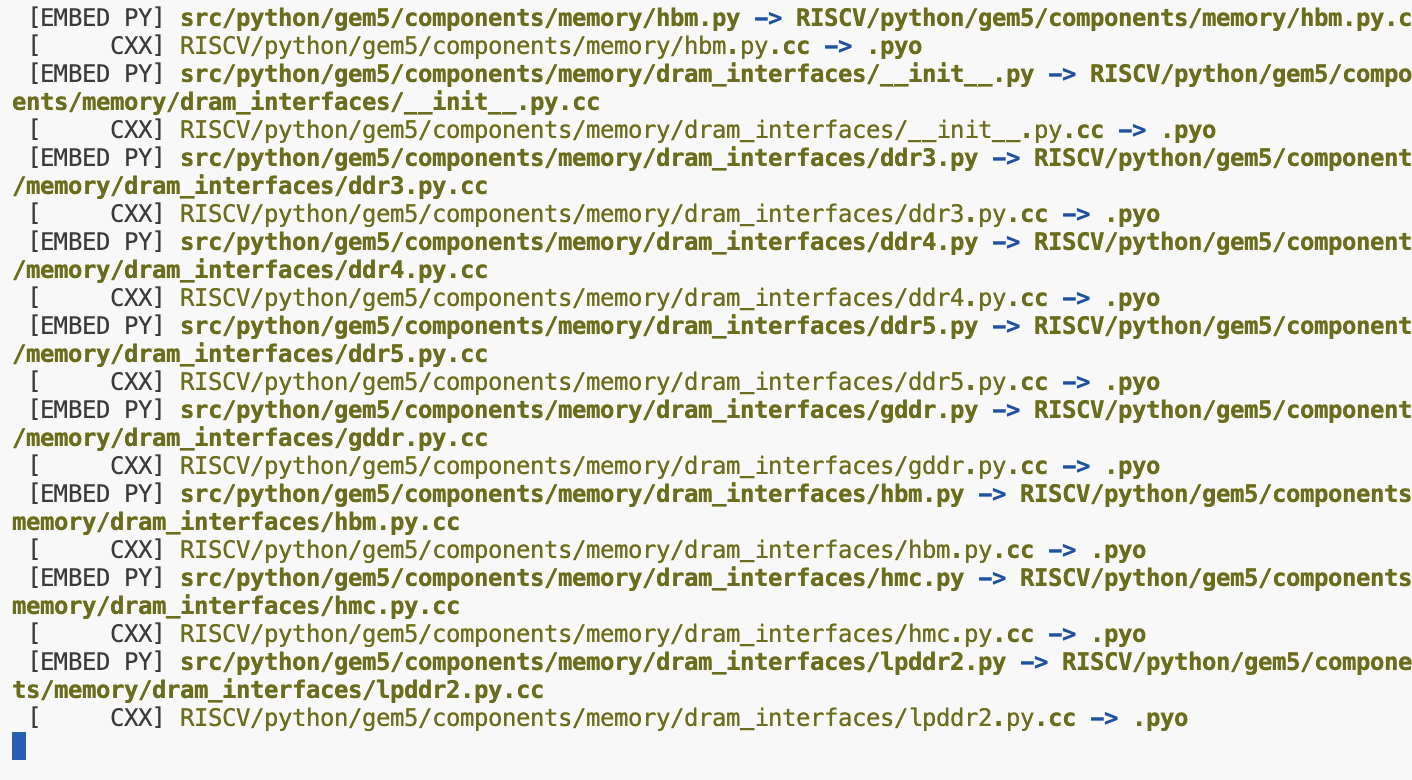 [EMBED PY] src/python/gem5/components/memory/hbm.py -> RISCV/python/gem5/components/memory/hbm.py.c
[     CXX] RISCV/python/gem5/components/memory/hbm.py.cc -> .pyo
[EMBED PY] src/python/gem5/components/memory/dram_interfaces/__init__.py -> RISCV/python/gem5/compo
ents/memory/dram_interfaces/__init__.py.cc
[     CXX] RISCV/python/gem5/components/memory/dram_interfaces/__init__.py.cc -> .pyo
[EMBED PY] src/python/gem5/components/memory/dram_interfaces/ddr3.py -> RISCV/python/gem5/component
/memory/dram_interfaces/ddr3.py.cc
[     CXX] RISCV/python/gem5/components/memory/dram_interfaces/ddr3.py.cc -> .pyo
[EMBED PY] src/python/gem5/components/memory/dram_interfaces/ddr4.py -> RISCV/python/gem5/component
/memory/dram_interfaces/ddr4.py.cc
[     CXX] RISCV/python/gem5/components/memory/dram_interfaces/ddr4.py.cc -> .pyo
[EMBED PY] src/python/gem5/components/memory/dram_interfaces/ddr5.py -> RISCV/python/gem5/component
/memory/dram_interfaces/ddr5.py.cc
[     CXX] RISCV/python/gem5/components/memory/dram_interfaces/ddr5.py.cc -> .pyo
[EMBED PY] src/python/gem5/components/memory/dram_interfaces/gddr.py -> RISCV/python/gem5/component
/memory/dram_interfaces/gddr.py.cc
[     CXX] RISCV/python/gem5/components/memory/dram_interfaces/gddr.py.cc -> .pyo
[EMBED PY] src/python/gem5/components/memory/dram_interfaces/hbm.py -> RISCV/python/gem5/components
memory/dram_interfaces/hbm.py.cc
[     CXX] RISCV/python/gem5/components/memory/dram_interfaces/hbm.py.cc -> .pyo
[EMBED PY] src/python/gem5/components/memory/dram_interfaces/hmc.py -> RISCV/python/gem5/components
memory/dram_interfaces/hmc.py.cc
[     CXX] RISCV/python/gem5/components/memory/dram_interfaces/hmc.py.cc -> .pyo
[EMBED PY] src/python/gem5/components/memory/dram_interfaces/lpddr2.py -> RISCV/python/gem5/compone
ts/memory/dram_interfaces/lpddr2.py.cc
[     CXX] RISCV/python/gem5/components/memory/dram_interfaces/lpddr2.py.cc -> .pyo